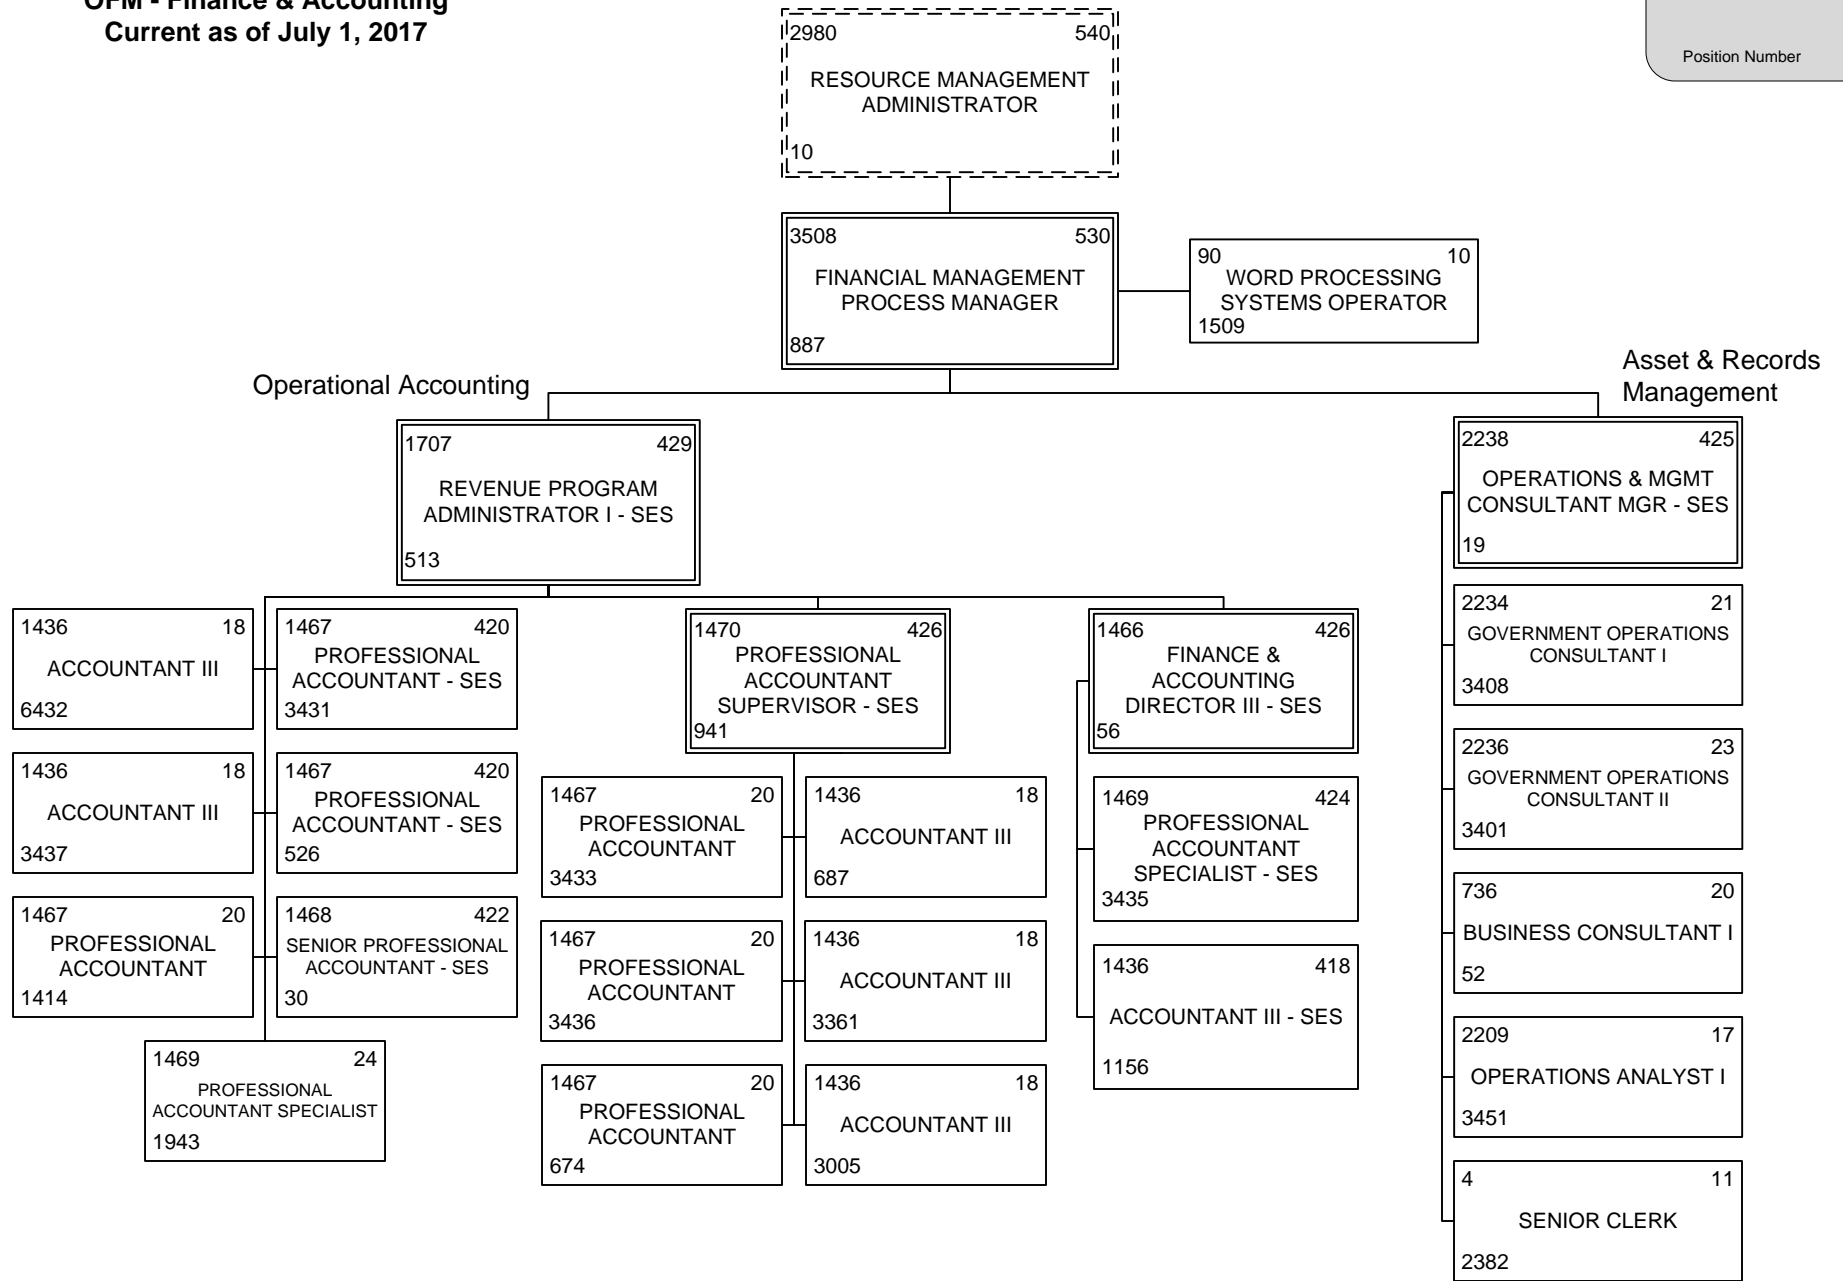 OFM - Finance & Accounting
Current as of July 1, 2017
Position Number
2980 540
RESOURCE MANAGEMENT
ADMINISTRATOR
10
3508 530
FINANCIAL MANAGEMENT
PROCESS MANAGER
887
90 10
WORD PROCESSING
SYSTEMS OPERATOR
1509
Operational Accounting
Asset & Records
Management
1707 429
REVENUE PROGRAM
ADMINISTRATOR I - SES
513
2238 425
OPERATIONS & MGMT
CONSULTANT MGR - SES
19
1436 18
ACCOUNTANT III
6432
1467 420
PROFESSIONAL
ACCOUNTANT - SES
3431
1436 18
ACCOUNTANT III
3437
1467 420
PROFESSIONAL
ACCOUNTANT - SES
526
1467 20
PROFESSIONAL
ACCOUNTANT
1414
1468 422
SENIOR PROFESSIONAL
ACCOUNTANT - SES
30
1469 24
PROFESSIONAL
ACCOUNTANT SPECIALIST
1943
1470 426
PROFESSIONAL
ACCOUNTANT
SUPERVISOR - SES
941
1467 20
PROFESSIONAL
ACCOUNTANT
3433
1436 18
ACCOUNTANT III
687
1467 20
PROFESSIONAL
ACCOUNTANT
3436
1436 18
ACCOUNTANT III
3361
1467 20
PROFESSIONAL
ACCOUNTANT
674
1436 18
ACCOUNTANT III
3005
1466 426
FINANCE &
ACCOUNTING
DIRECTOR III - SES
56
1469 424
PROFESSIONAL
ACCOUNTANT
SPECIALIST - SES
3435
1436 418
ACCOUNTANT III - SES
1156
2234 21
GOVERNMENT OPERATIONS
CONSULTANT I
3408
2236 23
GOVERNMENT OPERATIONS
CONSULTANT II
3401
736 20
BUSINESS CONSULTANT I
52
2209 17
OPERATIONS ANALYST I
3451
4 11
SENIOR CLERK
2382